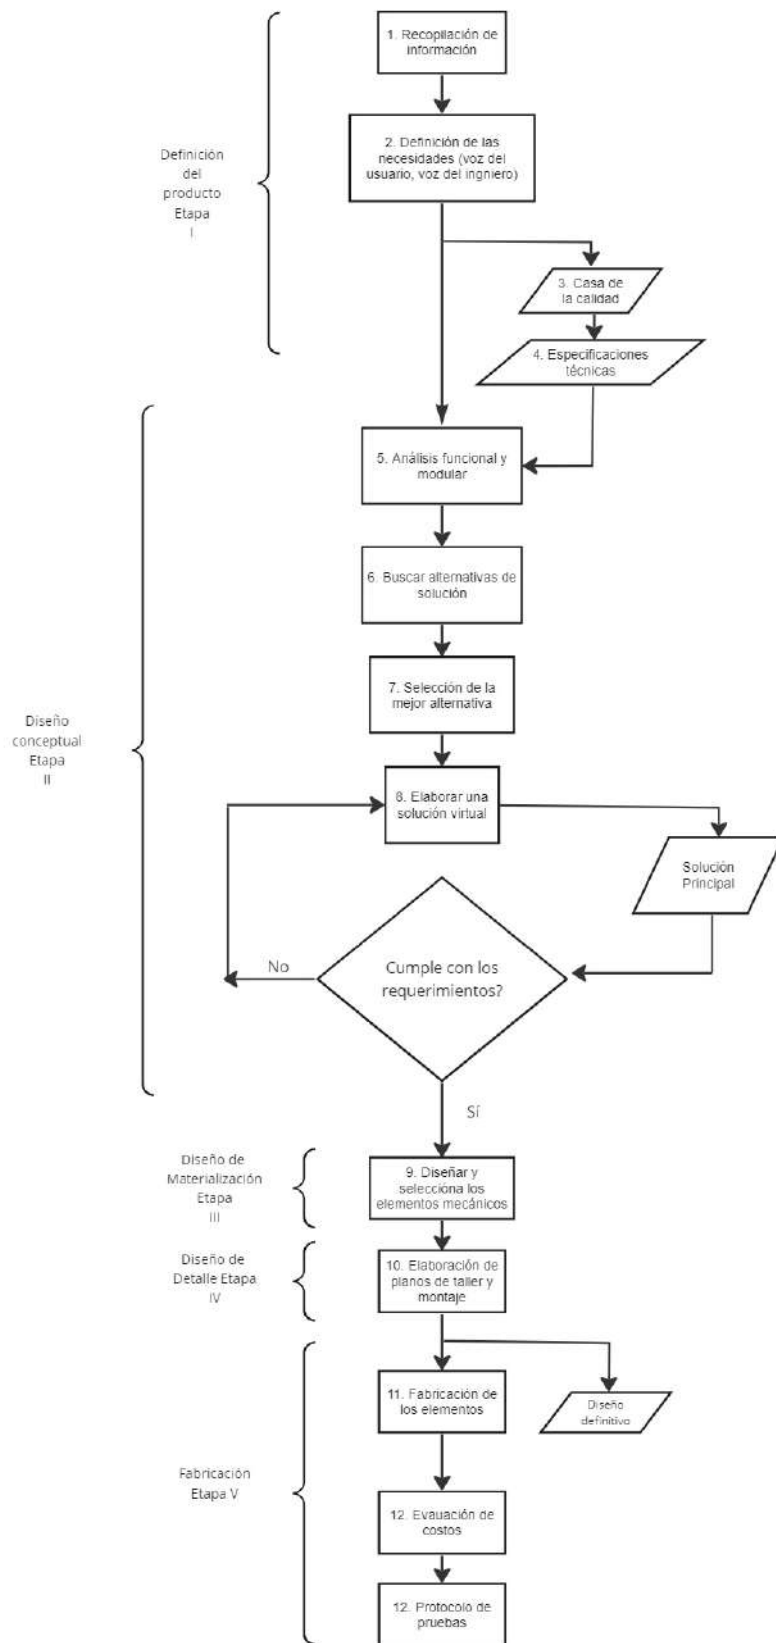 1. Recopilación de
información
Definición
del
producto
Etapa
I
2. Definición de las
necesidades (voz del
usuario, voz del ingniero)
3. Casa de
la calidad
4. Especificaciones
técnicas
Diseño
conceptual
Etapa
II
5. Análisis funcional y
modular
6. Buscar alternativas de
solución
7. Selección de la
mejor alternativa
8. Elaborar una
solución virtual
Solución
Principal
Cumple con los
requerimientos?
No
Sí
Diseño de
Materialización
Etapa
III
9. Diseñar y
seleccióna los
elementos mecánicos
Diseño de
Detalle Etapa
IV
10. Elaboración de
planos de taller y
montaje
Fabricación
Etapa V
11. Fabricación de
los elementos
Diseño
definitivo
12. Evauación de
costos
12. Protocolo de
pruebas